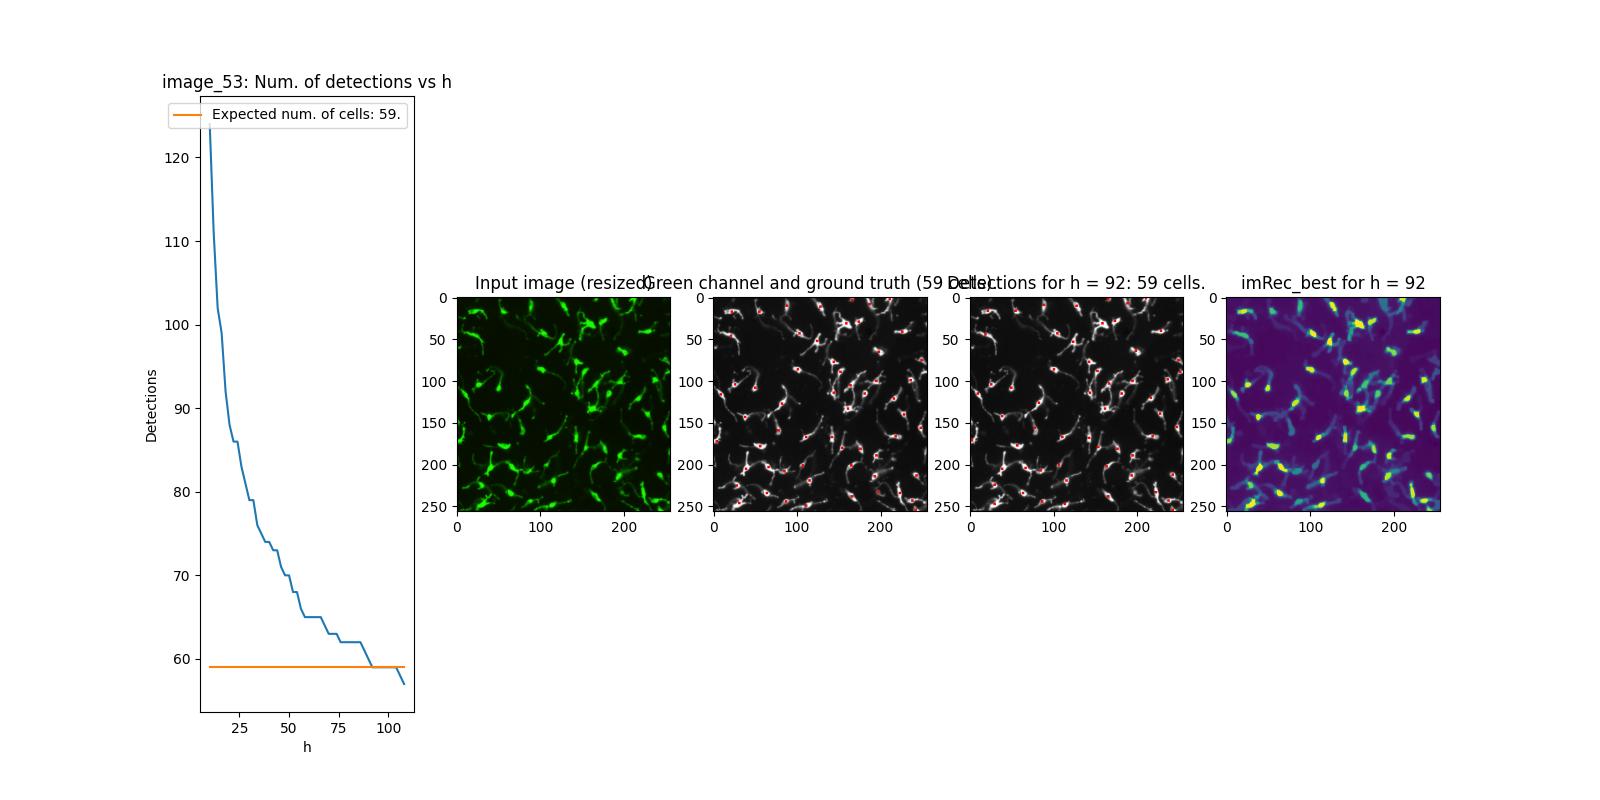 image_53: Num. of detections vs h
Expected num. of cells: 59.
Detections
120
110
100
90
80
70
60
25 50 75 100
h
Input image (resized)
0
50
100
150
200
250
0 100 200
Green channel and ground truth (59 cells).
0
50
100
150
200
250
0 100 200
Detections for h = 92: 59 cells.
0
50
100
150
200
250
0 100 200
imRec_best for h = 92
0
50
100
150
200
250
0 100 200